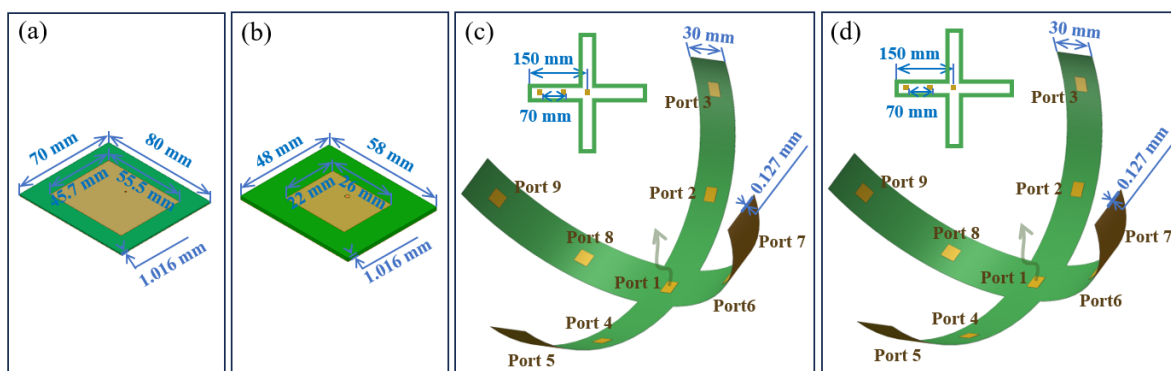 (a)
70 mm
80 mm
45.7 mm
55.5 mm
1.016 mm
(b)
48 mm
58 mm
22 mm
26 mm
1.016 mm
(c)
30 mm
150 mm
70 mm
Port 3
0.127 mm
Port 9
Port 2
Port 8
Port 7
Port 1
Port6
Port 4
Port 5
(d)
30 mm
150 mm
70 mm
Port 3
0.127 mm
Port 9
Port 2
Port 8
Port 7
Port 1
Port6
Port 4
Port 5